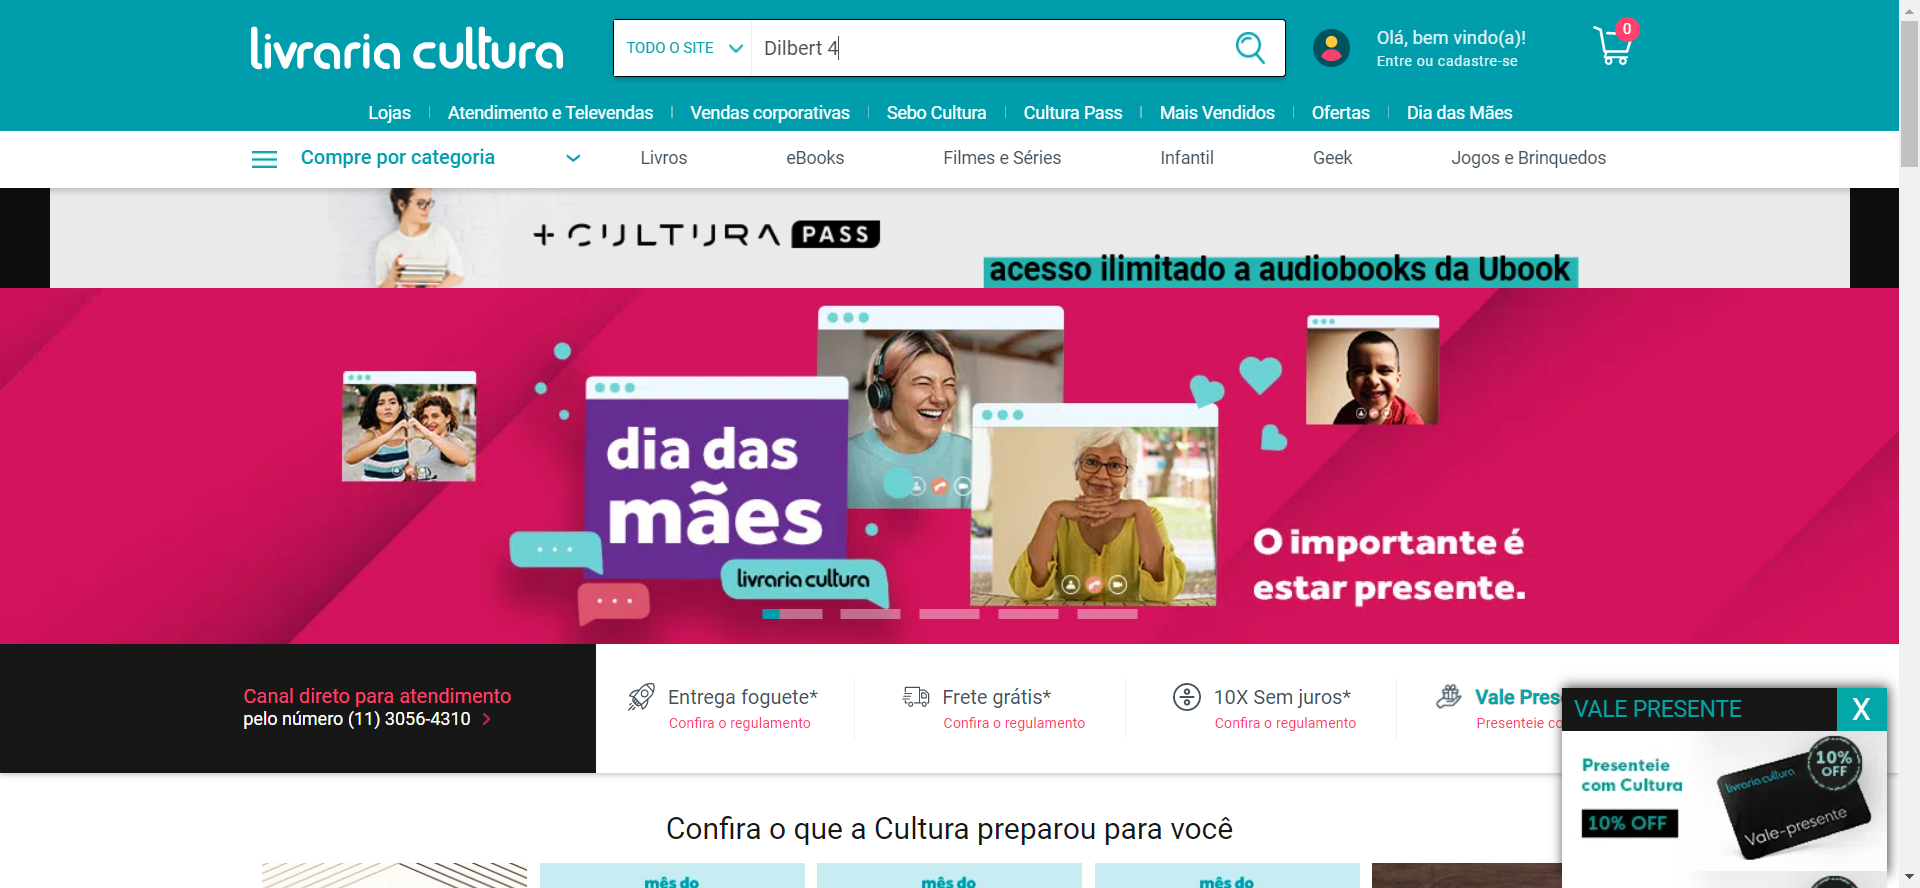 livraria cultura
TODO O SITE
Dilbert 4
Olá, bem vindo(a)!
Entre ou cadastre-se
0
Lojas
Atendimento e Televendas
Vendas corporativas
Sebo Cultura
Cultura Pass
Mais Vendidos
Ofertas
Dia das Mães
Compre por categoria
Livros
eBooks
Filmes e Séries
Infantil
Geek
Jogos e Brinquedos
+ CULTURA PASS
acesso ilimitado a audiobooks da Ubook
dia das
mães
livraria cultura
O importante é
estar presente.
Canal direto para atendimento
pelo número (11) 3056-4310
Entrega foguete*
Confira o regulamento
Frete grátis*
Confira o regulamento
10X Sem juros*
Confira o regulamento
Vale Pres
Presenteie co
VALE PRESENTE
X
Presenteie
com Cultura
10% OFF
livraria cultura
10%
OFF
Vale-presente
Confira o que a Cultura preparou para você
mês do
mês do
mês do